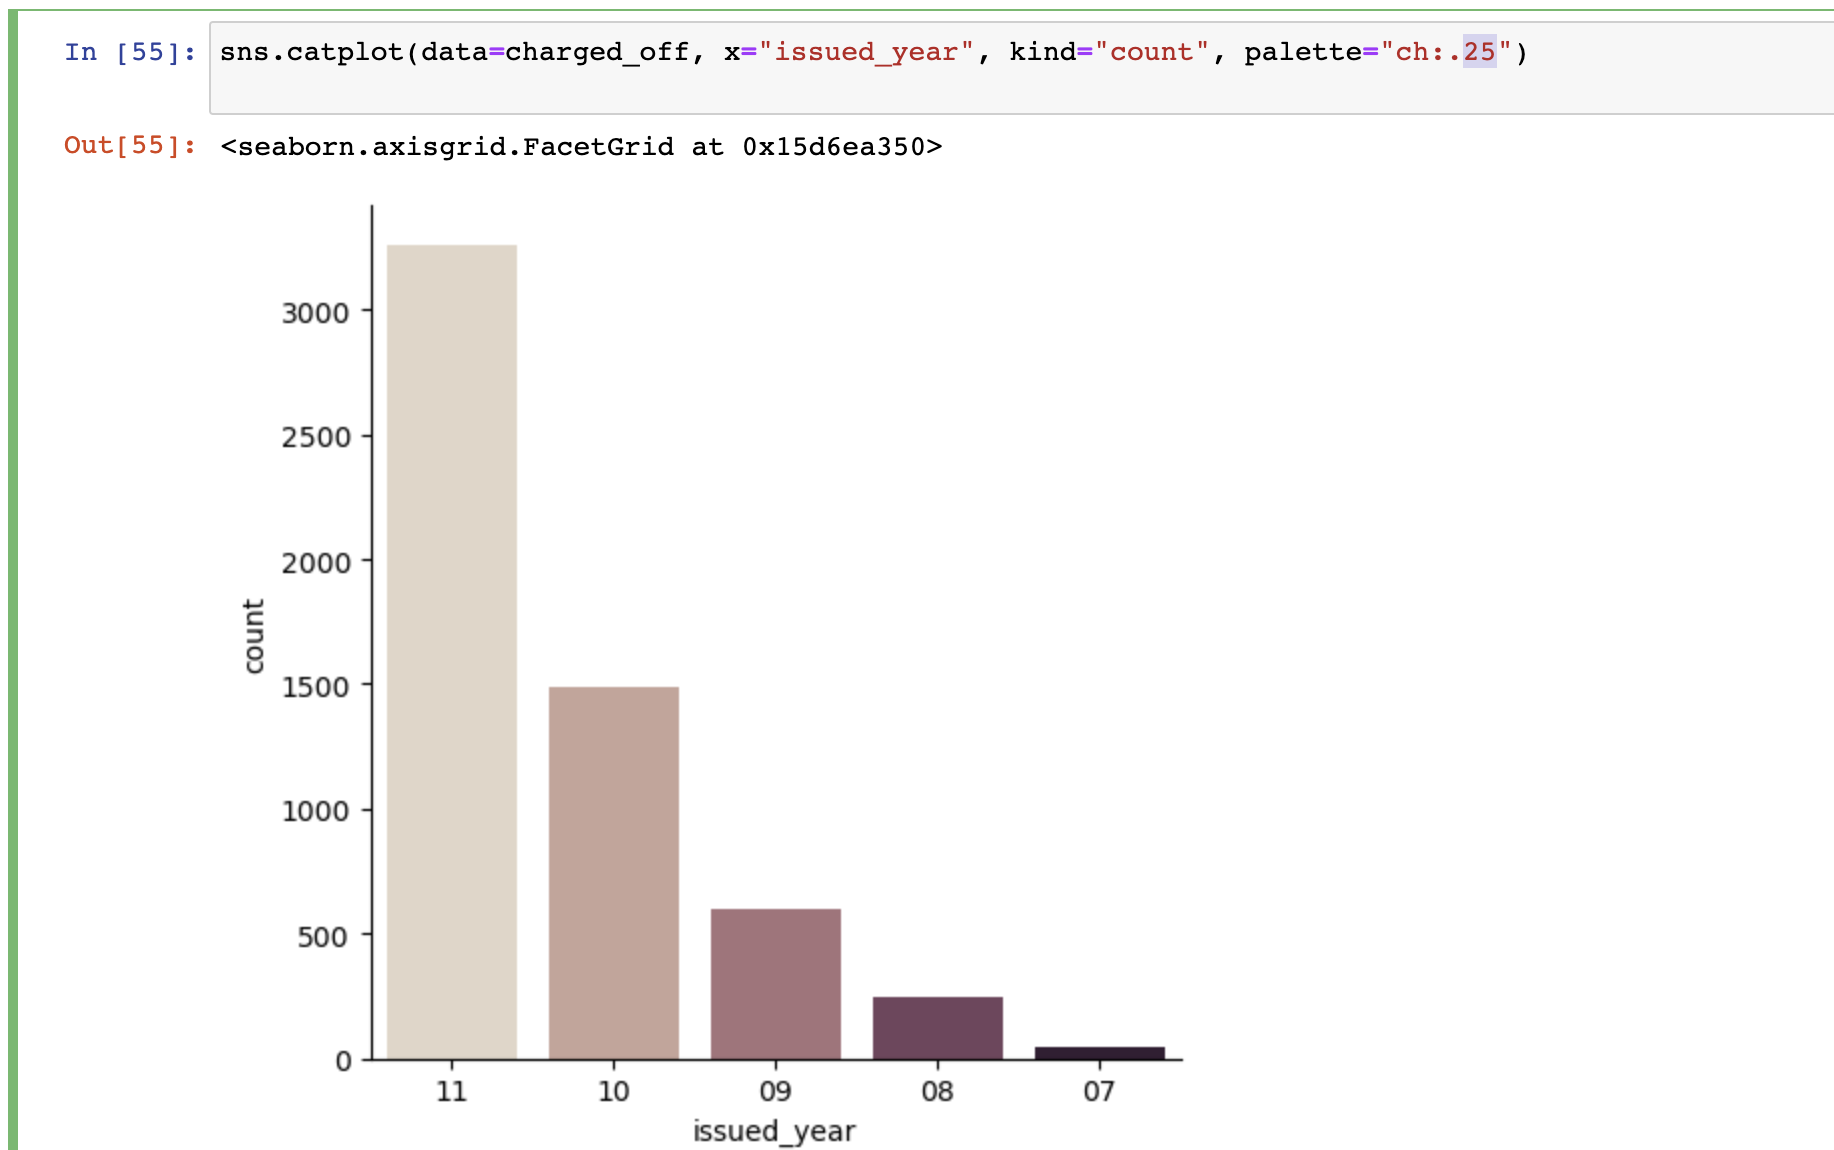 In [55]: sns.catplot(data=charged_off, x="issued_year", kind="count", palette="ch:.25")
Out[55]: <seaborn.axisgrid.FacetGrid at 0x15d6ea350>
3000
2500
2000
1500
1000
500
0
count
11 10 09 08 07
issued_year